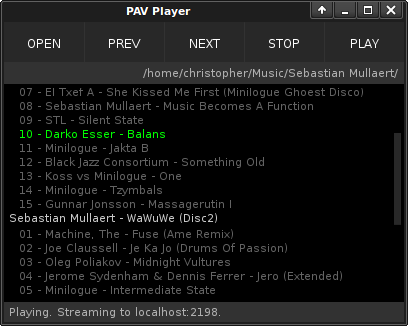 PAV Player
OPEN PREV NEXT STOP PLAY
/home/christopher/Music/Sebastian Mullaert/
07 - El Txef A - She Kissed Me First (Minilogue Ghoest Disco)
08 - Sebastian Mullaert - Music Becomes A Function
09 - STL - Silent State
10 - Darko Esser - Balans
11 - Minilogue - Jakta B
12 - Black Jazz Consortium - Something Old
13 - Koss vs Minilogue - One
14 - Minilogue - Tzymbals
15 - Gunnar Jonsson - Massagerutin I
Sebastian Mullaert - WaWuWe (Disc2)
01 - Machine, The - Fuse (Ame Remix)
02 - Joe Claussell - Je Ka Jo (Drums Of Passion)
03 - Oleg Poliakov - Midnight Vultures
04 - Jerome Sydenham & Dennis Ferrer - Jero (Extended)
05 - Minilogue - Intermediate State
Playing. Streaming to localhost:2198.